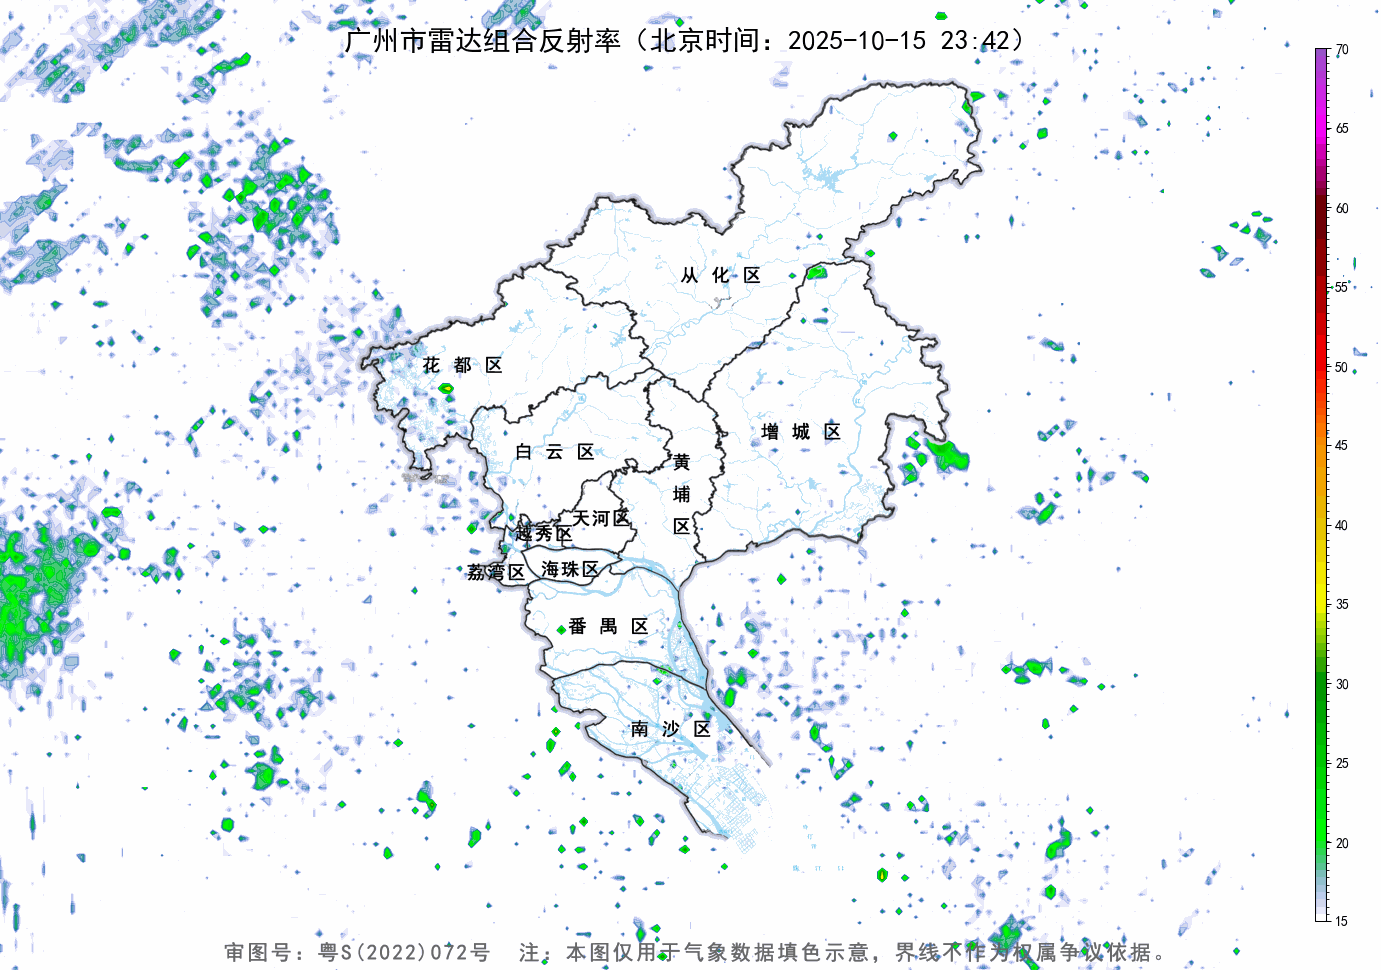 广州市雷达组合反射率（北京时间：2025-10-15 23:42）
70
65
60
55
50
45
40
35
30
25
20
15
从化区
花都区
增城区
白云区
黄埔区
天河区
越秀区
荔湾区
海珠区
番禺区
南沙区
审图号：粤S(2022)072号 注：本图仅用于气象数据填色示意，界线不作为权属争议依据。